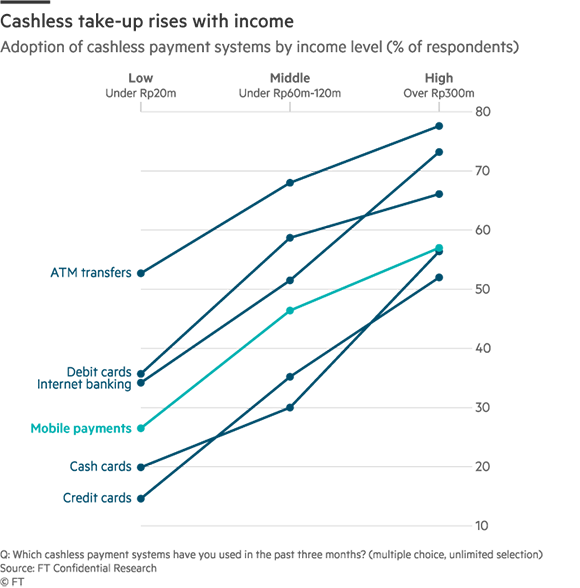 Cashless take-up rises with income
Adoption of cashless payment systems by income level (% of respondents)
Low
Under Rp20m
Middle
Under Rp60m-120m
High
Over Rp300m
80
70
60
50
40
30
20
10
ATM transfers
Debit cards
Internet banking
Mobile payments
Cash cards
Credit cards
Q: Which cashless payment systems have you used in the past three months? (multiple choice, unlimited selection)
Source: FT Confidential Research
© FT